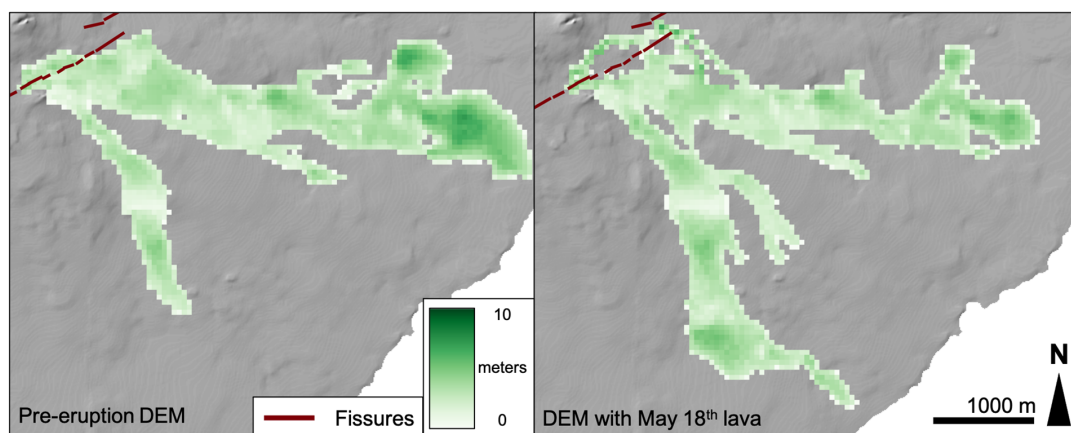 Pre-eruption DEM
Fissures
10
meters
0
DEM with May 18th lava
1000 m
N